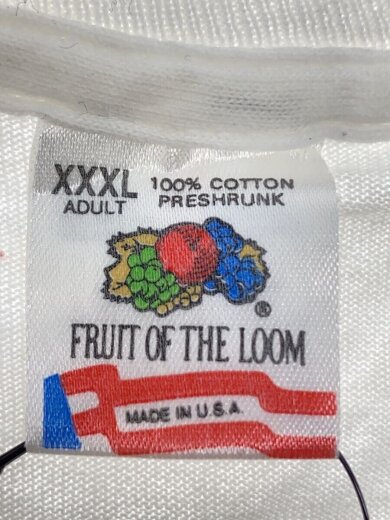 XXXL 100% COTTON
ADULT PRESHRUNK
®
FRUIT OF THE LOOM
MADE IN U.S.A.